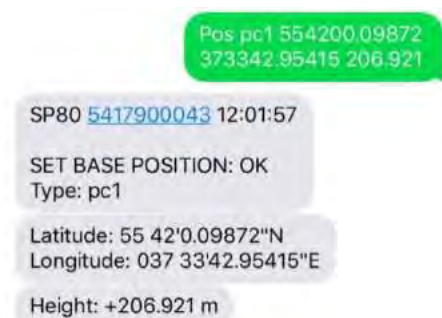 Pos pc1 554200.09872
373342.95415 206.921
SP80 5417900043 12:01:57
SET BASE POSITION: OK
Type: pc1
Latitude: 55 42'0.09872"N
Longitude: 037 33'42.95415"E
Height: +206.921 m